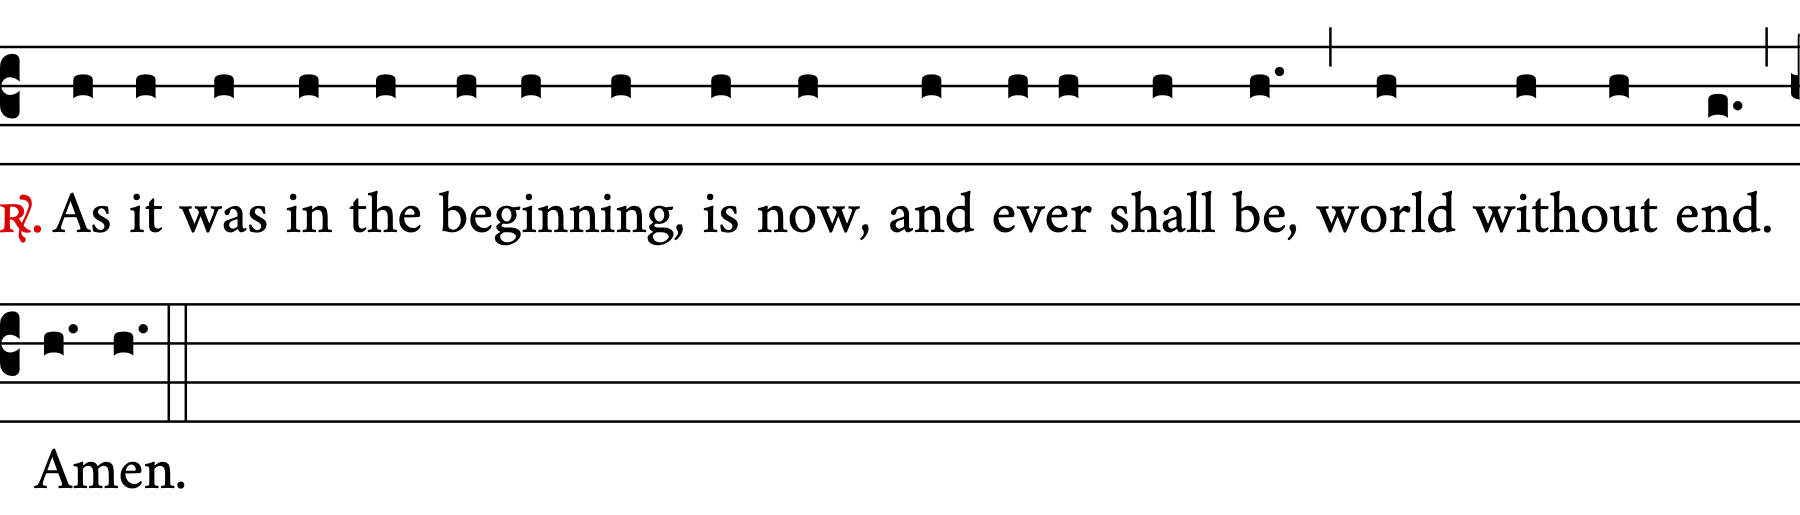 ℟. As it was in the beginning, is now, and ever shall be, world without end.
Amen.